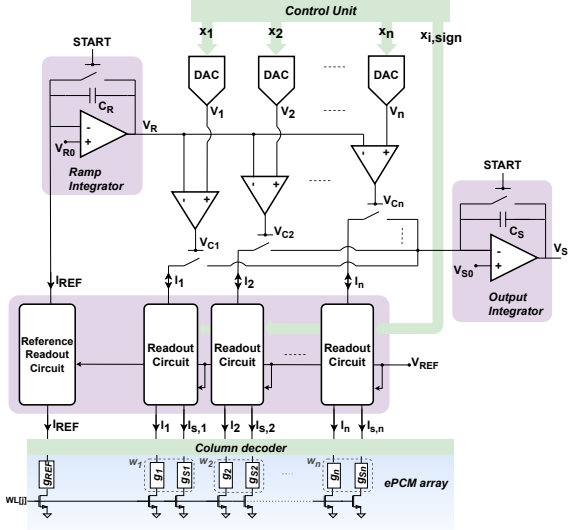 Control Unit
x1 x2 xn xi,sign
START
DAC DAC DAC
CR
V1 V2 Vn
VR
VR0
Ramp
Integrator
START
VCn
CS
VC1 VC2
VS
VS0
Output
Integrator
IREF I1 I2 In
Reference
Readout
Circuit
Readout
Circuit
Readout
Circuit
Readout
Circuit
VREF
IREF I1 Is,1 I2 Is,2 In Is,n
Column decoder
w1 w2 wn
gREF g1 gS1 g2 gS2 gn gSn
ePCM array
WL[j]